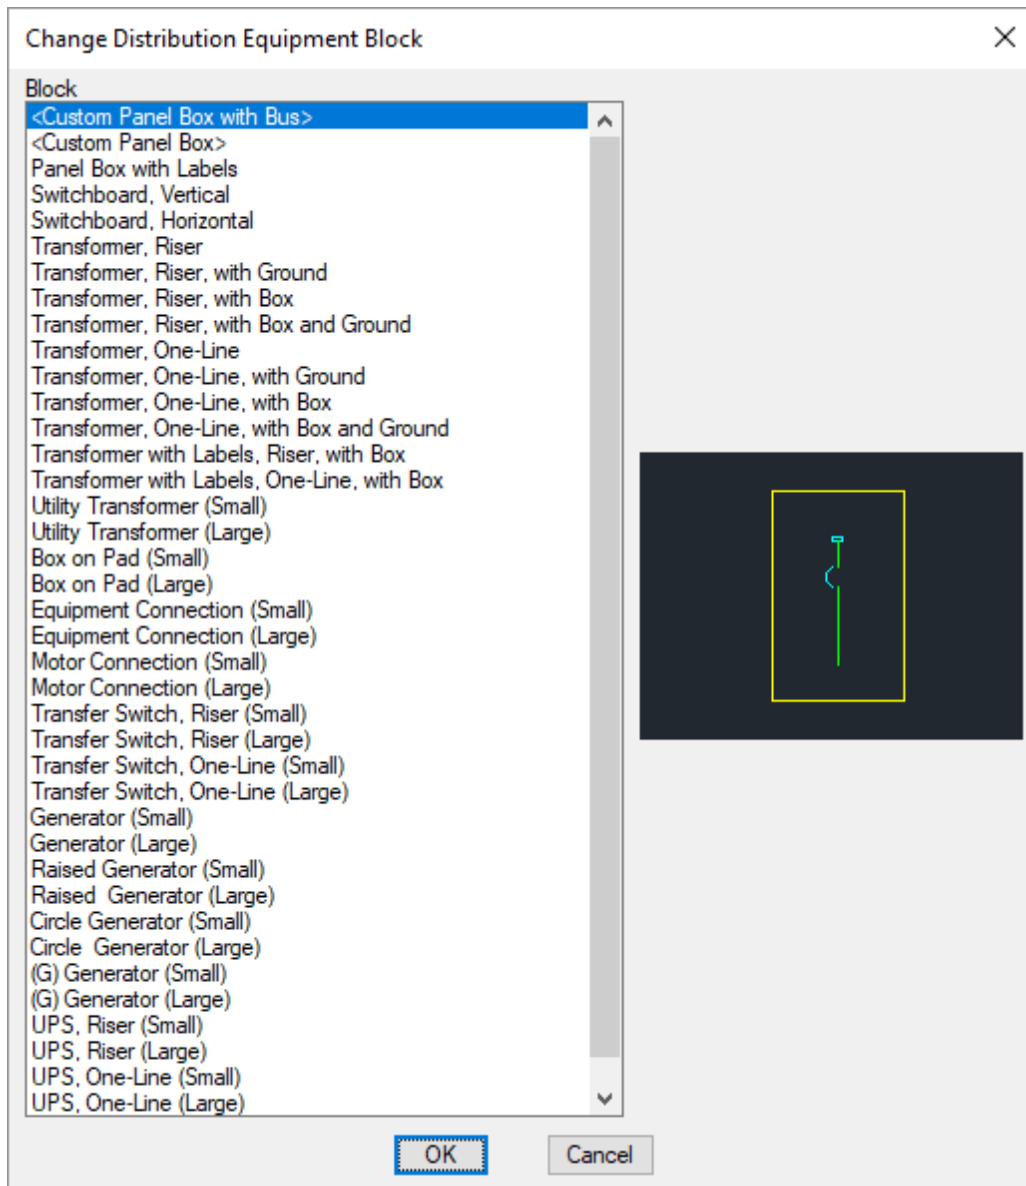 Change Distribution Equipment Block
Block
<Custom Panel Box with Bus>
<Custom Panel Box>
Panel Box with Labels
Switchboard, Vertical
Switchboard, Horizontal
Transformer, Riser
Transformer, Riser, with Ground
Transformer, Riser, with Box
Transformer, Riser, with Box and Ground
Transformer, One-Line
Transformer, One-Line, with Ground
Transformer, One-Line, with Box
Transformer, One-Line, with Box and Ground
Transformer with Labels, Riser, with Box
Transformer with Labels, One-Line, with Box
Utility Transformer (Small)
Utility Transformer (Large)
Box on Pad (Small)
Box on Pad (Large)
Equipment Connection (Small)
Equipment Connection (Large)
Motor Connection (Small)
Motor Connection (Large)
Transfer Switch, Riser (Small)
Transfer Switch, Riser (Large)
Transfer Switch, One-Line (Small)
Transfer Switch, One-Line (Large)
Generator (Small)
Generator (Large)
Raised Generator (Small)
Raised  Generator (Large)
Circle Generator (Small)
Circle  Generator (Large)
(G) Generator (Small)
(G) Generator (Large)
UPS, Riser (Small)
UPS, Riser (Large)
UPS, One-Line (Small)
UPS, One-Line (Large)
OK Cancel